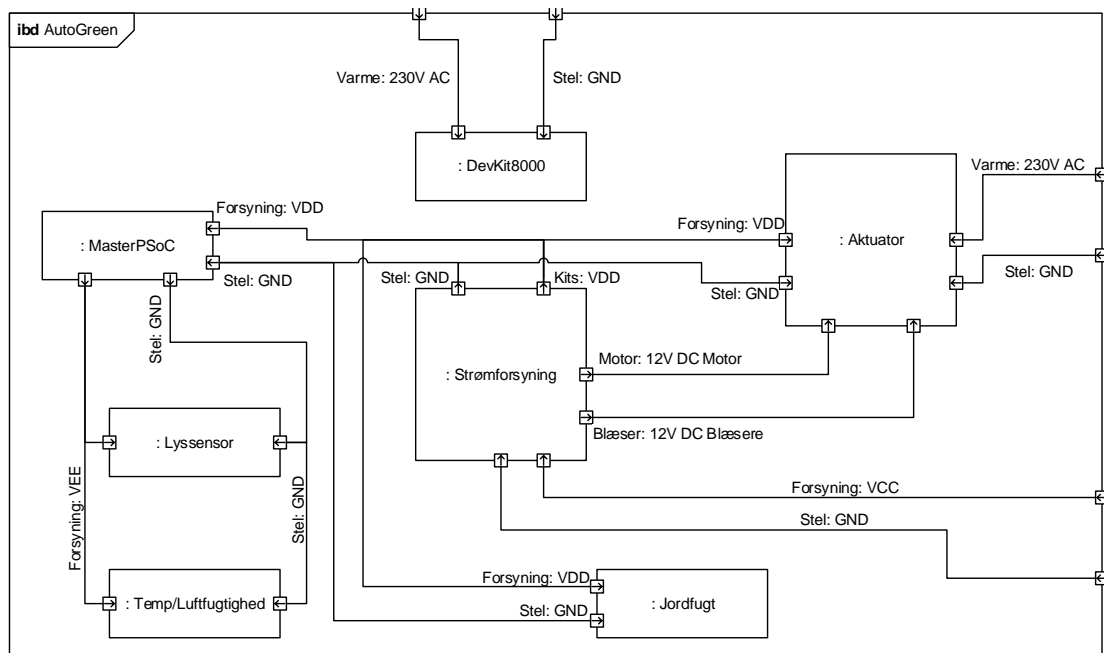 ibd AutoGreen
Varme: 230V AC
Stel: GND
: DevKit8000
Varme: 230V AC
Forsyning: VDD
Forsyning: VDD
: MasterPSoC
: Aktuator
Stel: GND
Stel: GND
Kits: VDD
Stel: GND
Stel: GND
Stel: GND
Motor: 12V DC Motor
: Strømforsyning
Blæser: 12V DC Blæsere
: Lyssensor
Forsyning: VEE
Stel: GND
Forsyning: VCC
Stel: GND
Forsyning: VDD
: Temp/Luftfugtighed
: Jordfugt
Stel: GND